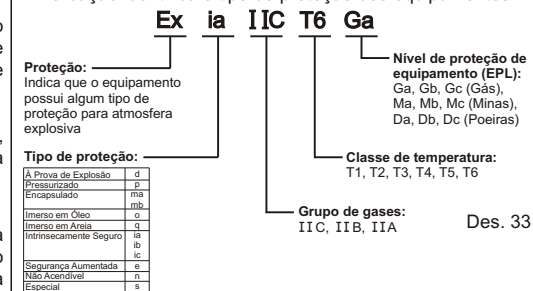 Ex ia IIC T6 Ga
Proteção:
Indica que o equipamento
possui algum tipo de
proteção para atmosfera
explosiva
Nível de proteção de
equipamento (EPL):
Ga, Gb, Gc (Gás),
Ma, Mb, Mc (Minas),
Da, Db, Dc (Poeiras)
Tipo de proteção:
À Prova de Explosão d
Pressurizado p
Encapsulado ma
mb
Imerso em Óleo o
Imerso em Areia q
Intrinsecamente Seguro ia
ib
ic
Segurança Aumentada e
Não Acendível n
Especial s
Classe de temperatura:
T1, T2, T3, T4, T5, T6
Grupo de gases:
IIC, IIB, IIA
Des. 33